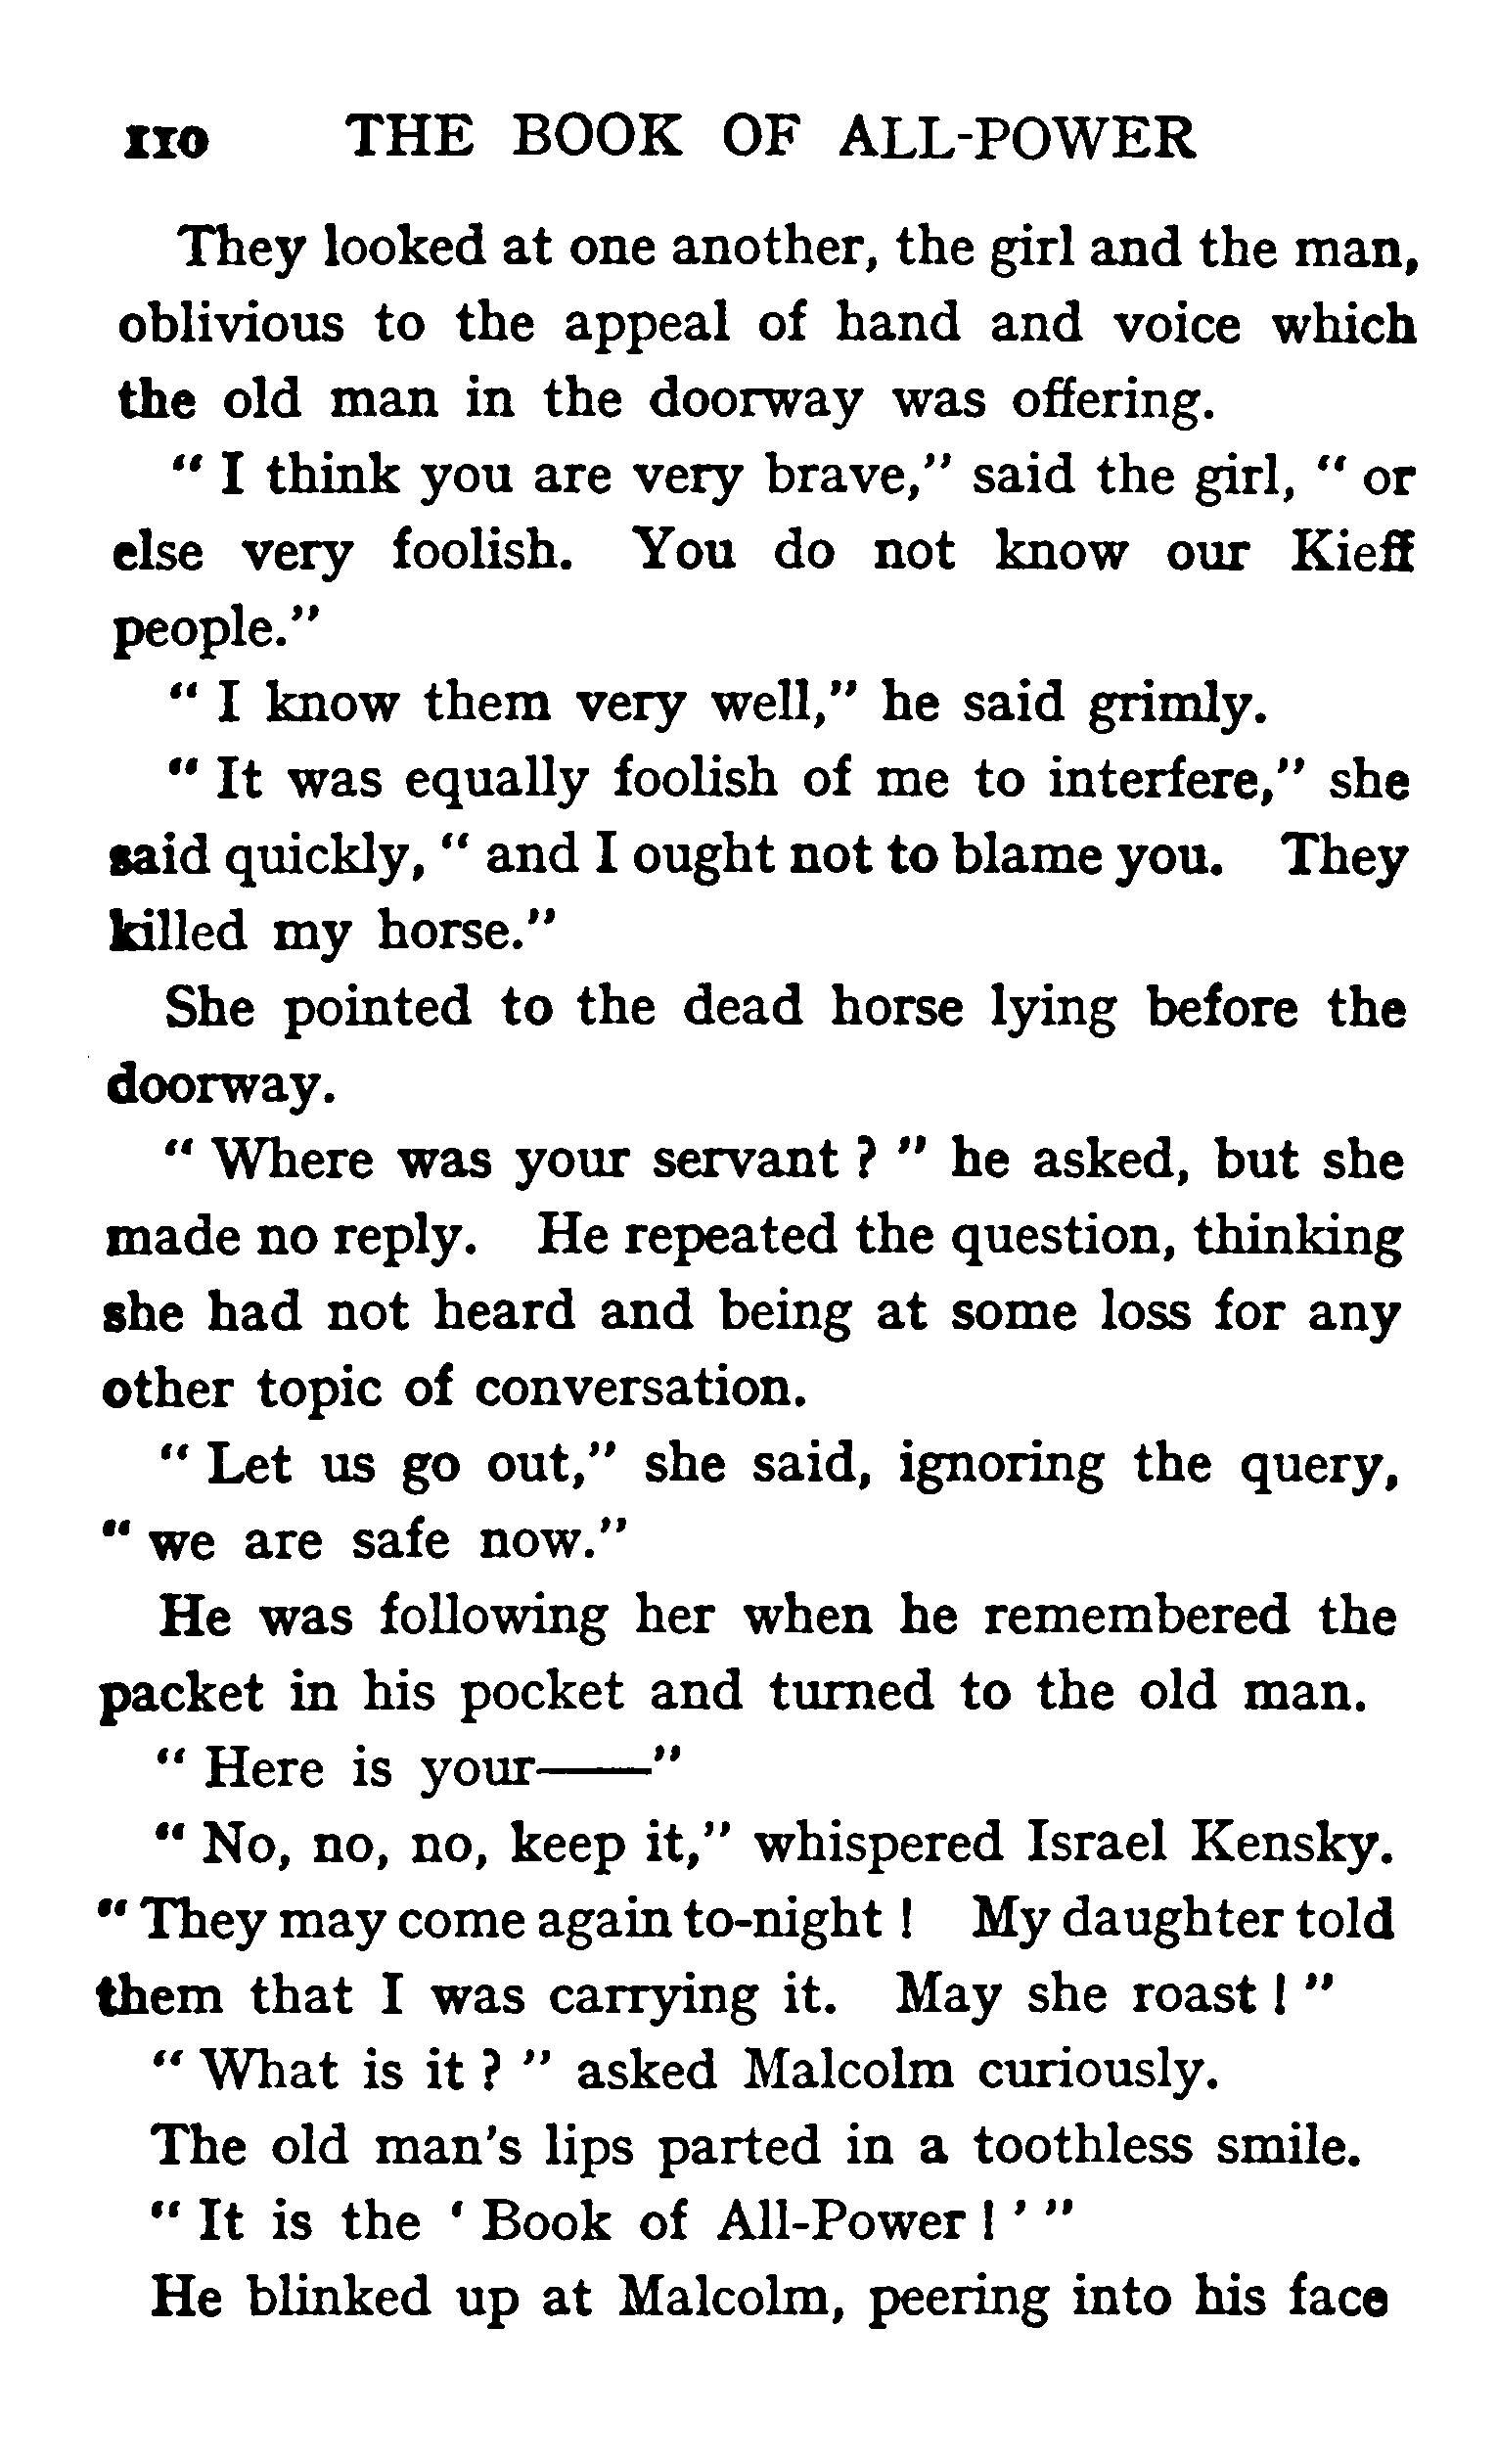 110 THE BOOK OF ALL-POWER
They looked at one another, the girl and the man,
oblivious to the appeal of hand and voice which
the old man in the doorway was offering.
" I think you are very brave," said the girl, " or
else very foolish. You do not know our Kieff
people."
" I know them very well," he said grimly.
" It was equally foolish of me to interfere," she
said quickly, " and I ought not to blame you. They
killed my horse."
She pointed to the dead horse lying before the
doorway.
" Where was your servant ? " he asked, but she
made no reply. He repeated the question, thinking
she had not heard and being at some loss for any
other topic of conversation.
" Let us go out," she said, ignoring the query,
" we are safe now."
He was following her when he remembered the
packet in his pocket and turned to the old man.
" Here is your——"
" No, no, no, keep it," whispered Israel Kensky.
" They may come again to-night ! My daughter told
them that I was carrying it. May she roast ! "
" What is it ? " asked Malcolm curiously.
The old man's lips parted in a toothless smile.
" It is the ' Book of All-Power ! ' "
He blinked up at Malcolm, peering into his face